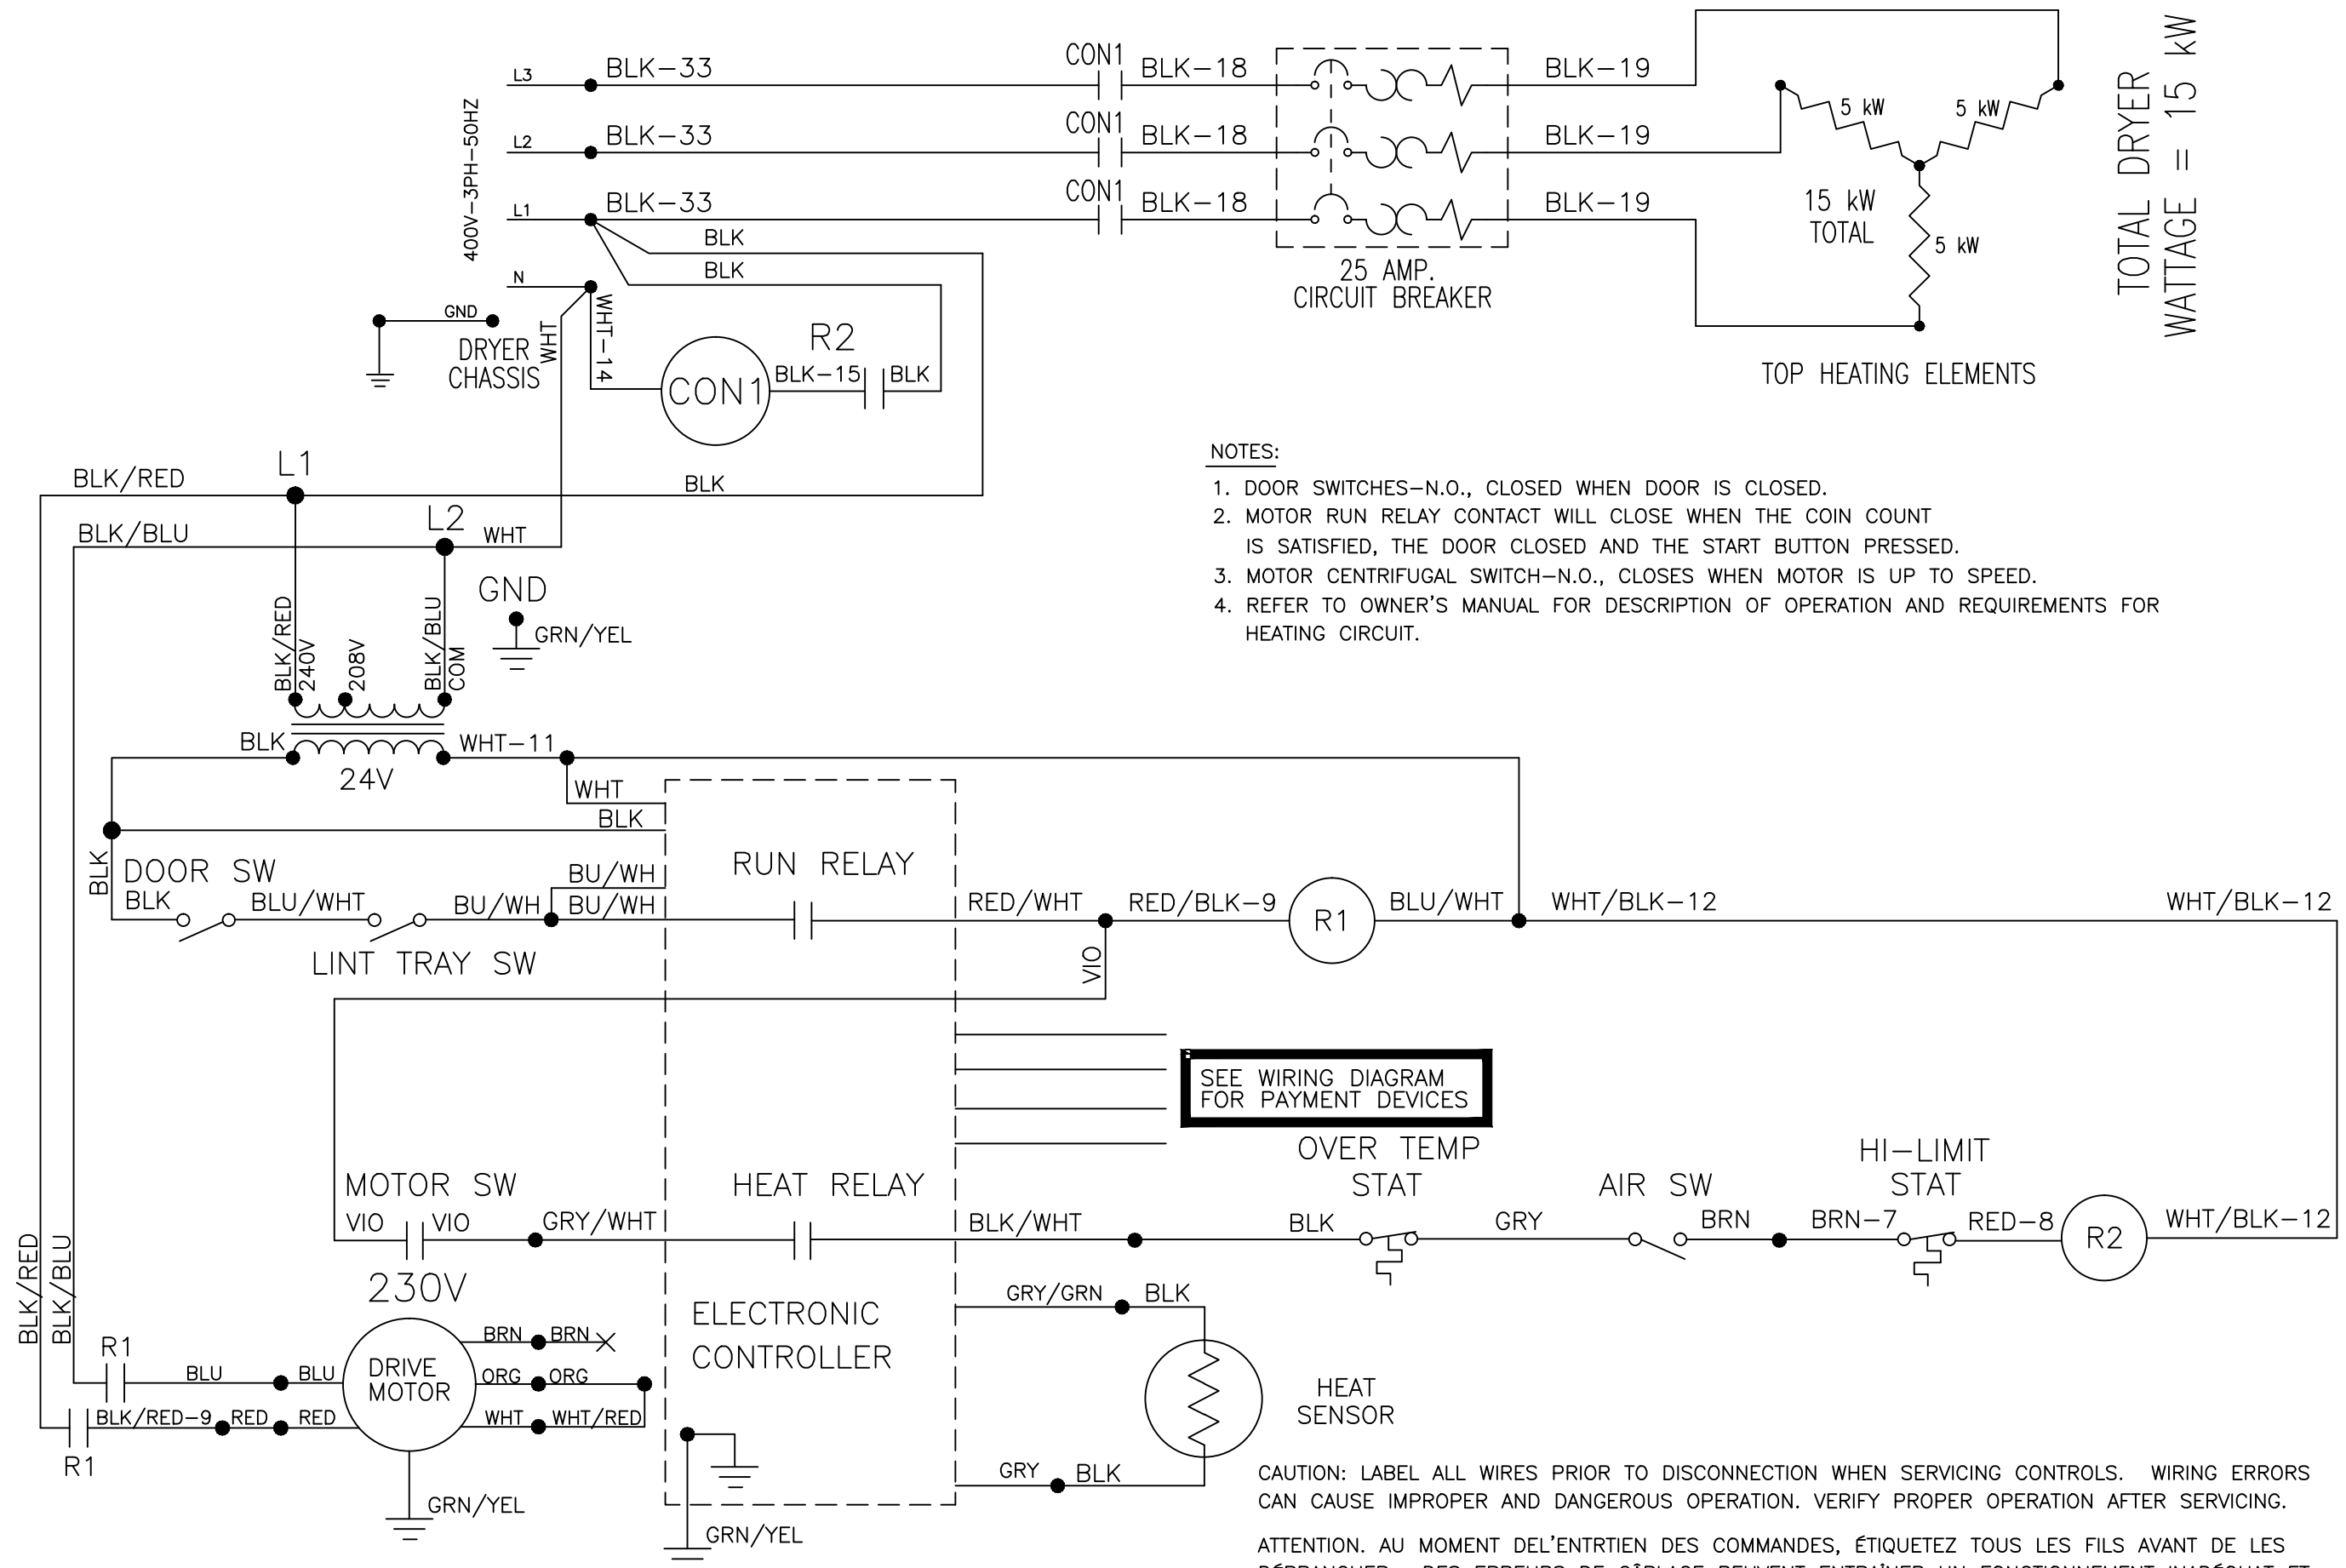 L3
BLK-33
CON1
BLK-18
BLK-19
5 kW
5 kW
TOTAL DRYER
WATTAGE = 15 kW
400V-3PH-50HZ
L2
BLK-33
CON1
BLK-18
BLK-19
L1
BLK-33
CON1
BLK-18
BLK-19
15 kW
TOTAL
5 kW
BLK
BLK
25 AMP.
CIRCUIT BREAKER
N
GND
DRYER
CHASSIS
WHT
WHT-14
CON1
R2
BLK-15
BLK
TOP HEATING ELEMENTS
NOTES:
1. DOOR SWITCHES-N.O., CLOSED WHEN DOOR IS CLOSED.
2. MOTOR RUN RELAY CONTACT WILL CLOSE WHEN THE COIN COUNT
IS SATISFIED, THE DOOR CLOSED AND THE START BUTTON PRESSED.
3. MOTOR CENTRIFUGAL SWITCH-N.O., CLOSES WHEN MOTOR IS UP TO SPEED.
4. REFER TO OWNER'S MANUAL FOR DESCRIPTION OF OPERATION AND REQUIREMENTS FOR
HEATING CIRCUIT.
BLK/RED
L1
BLK
BLK/BLU
L2
WHT
GND
GRN/YEL
BLK/RED
240V
208V
BLK/BLU
COM
BLK
WHT-11
24V
WHT
BLK
BLK
DOOR SW
BLK
BLU/WHT
BU/WH
BU/WH
BU/WH
LINT TRAY SW
RUN RELAY
RED/WHT
RED/BLK-9
R1
BLU/WHT
WHT/BLK-12
WHT/BLK-12
VIO
SEE WIRING DIAGRAM
FOR PAYMENT DEVICES
MOTOR SW
VIO
VIO
GRY/WHT
HEAT RELAY
BLK/WHT
OVER TEMP
STAT
BLK
GRY
AIR SW
BRN
HI-LIMIT
STAT
BRN-7
RED-8
R2
WHT/BLK-12
BLK/RED
BLK/BLU
230V
R1
BLU
BLU
DRIVE
MOTOR
BRN
BRN
ORG
ORG
WHT
WHT/RED
BLK/RED-9
RED
RED
R1
GRN/YEL
ELECTRONIC
CONTROLLER
GRN/YEL
GRY/GRN
BLK
HEAT
SENSOR
GRY
BLK
CAUTION: LABEL ALL WIRES PRIOR TO DISCONNECTION WHEN SERVICING CONTROLS. WIRING ERRORS
CAN CAUSE IMPROPER AND DANGEROUS OPERATION. VERIFY PROPER OPERATION AFTER SERVICING.
ATTENTION. AU MOMENT DEL'ENTRTIEN DES COMMANDES, ÉTIQUETEZ TOUS LES FILS AVANT DE LES